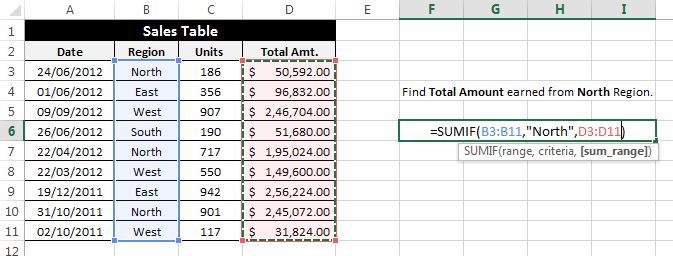 A B C D E F G H I
1 Sales Table
2 Date Region Units Total Amt.
3 24/06/2012 North 186 $ 50,592.00
4 01/06/2012 East 356 $ 96,832.00 Find Total Amount earned from North Region.
5 09/09/2012 West 907 $ 2,46,704.00
6 26/06/2012 South 190 $ 51,680.00 =SUMIF(B3:B11,"North",D3:D11)
7 22/04/2012 North 717 $ 1,95,024.00 SUMIF(range, criteria, [sum_range])
8 22/03/2012 West 550 $ 1,49,600.00
9 19/12/2011 East 942 $ 2,56,224.00
10 31/10/2011 North 901 $ 2,45,072.00
11 02/10/2011 West 117 $ 31,824.00
12